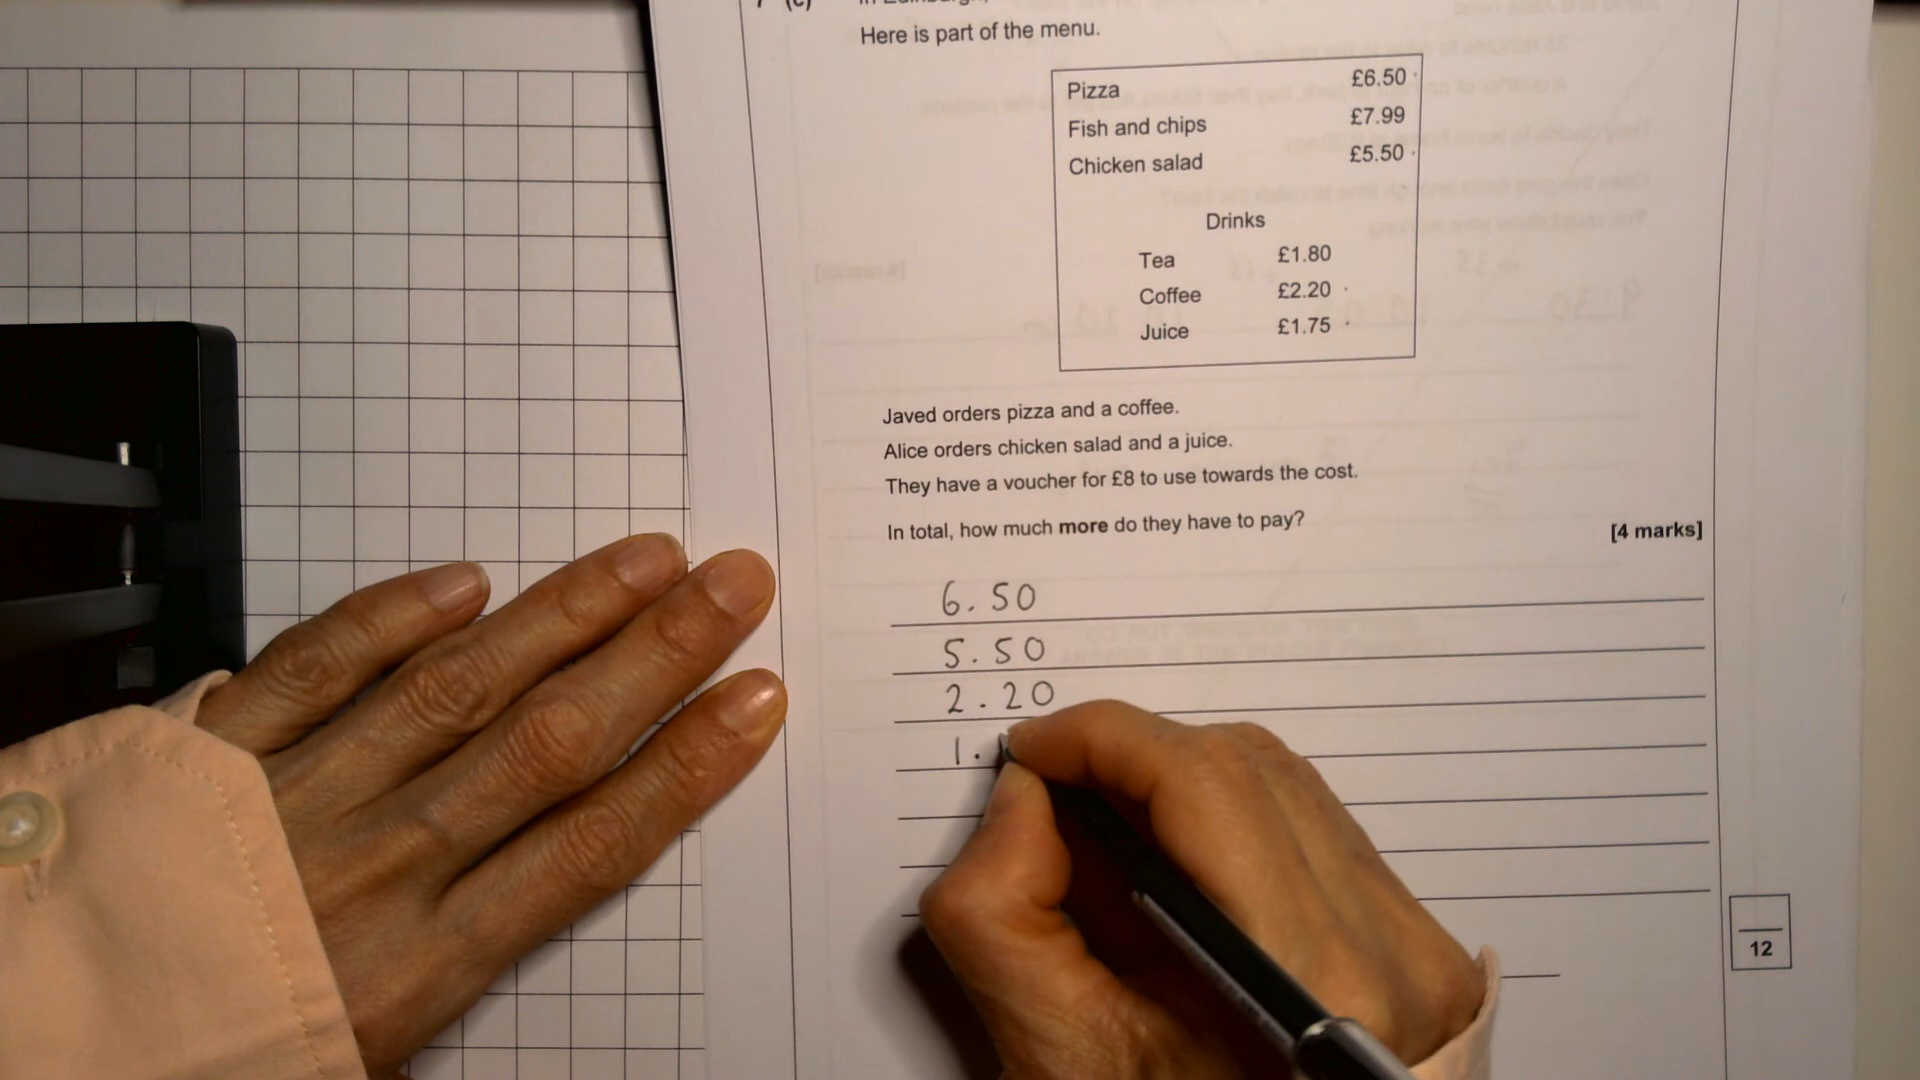 7 (c)
Here is part of the menu.
Pizza £6.50
Fish and chips £7.99
Chicken salad £5.50
Drinks
Tea £1.80
Coffee £2.20
Juice £1.75
Javed orders pizza and a coffee.
Alice orders chicken salad and a juice.
They have a voucher for £8 to use towards the cost.
In total, how much more do they have to pay?
[4 marks]
6.50
5.50
2.20
1.
12